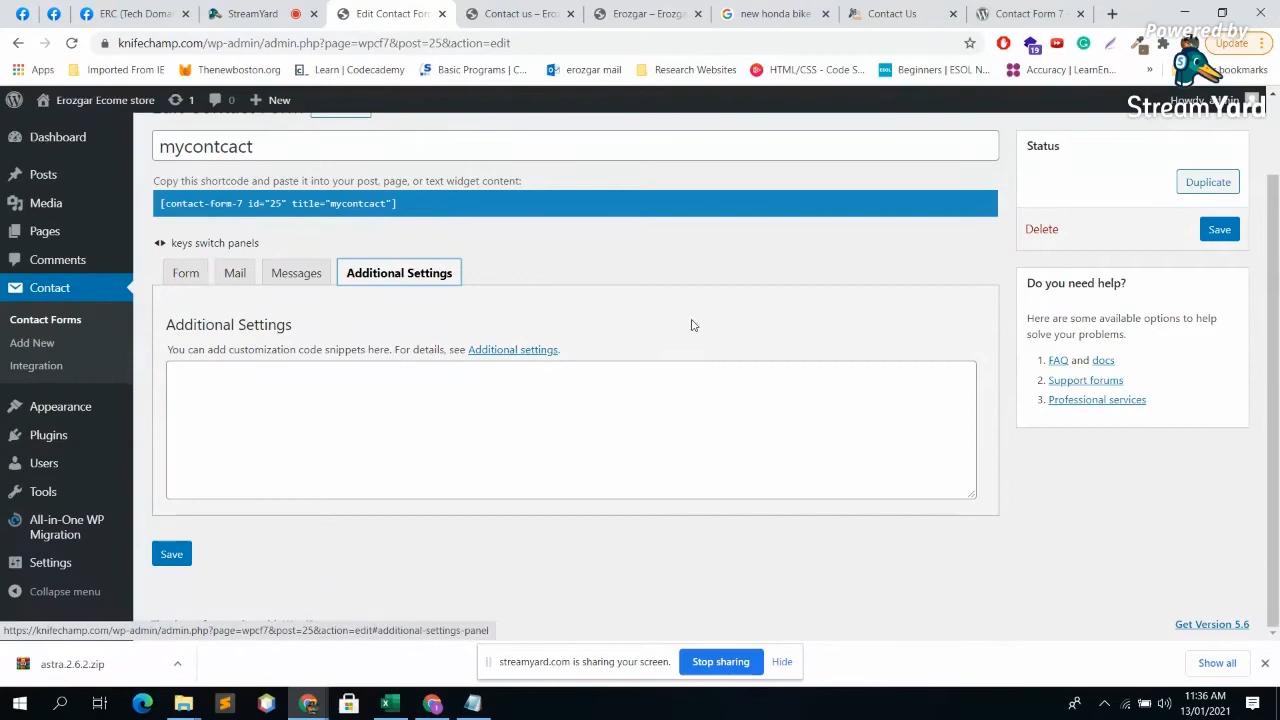 ERC (Tech Domai
StreamYard
Edit Contact Form
Contact us – Eroz
Erozgar – Erozgar
new honda bike
Contact Us
Contact Form 7 -
knifechamp.com/wp-admin/admin.php?page=wpcf7&post=25&action=edit
19
Update
Powered by
Apps
Imported From IE
Thenewboston.org
Learn | Codecademy
Basic Programs C...
erozgar mail
Research Websites
HTML/CSS - Code S...
Beginners | ESOL N...
Accuracy | LearnEn...
»
bookmarks
Erozgar Ecome store
1
0
New
Howdy, admin
StreamYard
Dashboard
Posts
Media
Pages
Comments
Contact
Contact Forms
Add New
Integration
Appearance
Plugins
Users
Tools
All-in-One WP
Migration
Settings
Collapse menu
mycontcact
Copy this shortcode and paste it into your post, page, or text widget content:
[contact-form-7 id="25" title="mycontcact"]
keys switch panels
Form
Mail
Messages
Additional Settings
Additional Settings
You can add customization code snippets here. For details, see Additional settings.
Save
Status
Duplicate
Delete
Save
Do you need help?
Here are some available options to help
solve your problems.
1. FAQ and docs
2. Support forums
3. Professional services
Get Version 5.6
https://knifechamp.com/wp-admin/admin.php?page=wpcf7&post=25&action=edit#additional-settings-panel
astra.2.6.2.zip
streamyard.com is sharing your screen.
Stop sharing
Hide
Show all
11:36 AM
13/01/2021